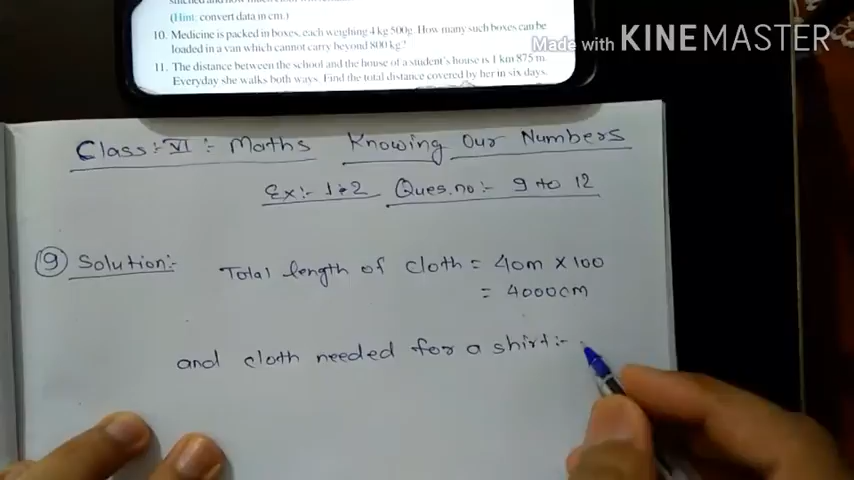 (Hint: convert data in cm.)
10. Medicine is packed in boxes, each weighing 4 kg 500g. How many such boxes can be
loaded in a van which cannot carry beyond 800 kg?
11. The distance between the school and the house of a student's house is 1 km 875 m.
Everyday she walks both ways. Find the total distance covered by her in six days.
Made with KINEMASTER
Class:- VI :- Maths Knowing Our Numbers
Ex:- 1.2 Ques.no:- 9 to 12
(9) Solution:- Total length of cloth = 40m × 100
= 4000cm
and cloth needed for a shirt:-